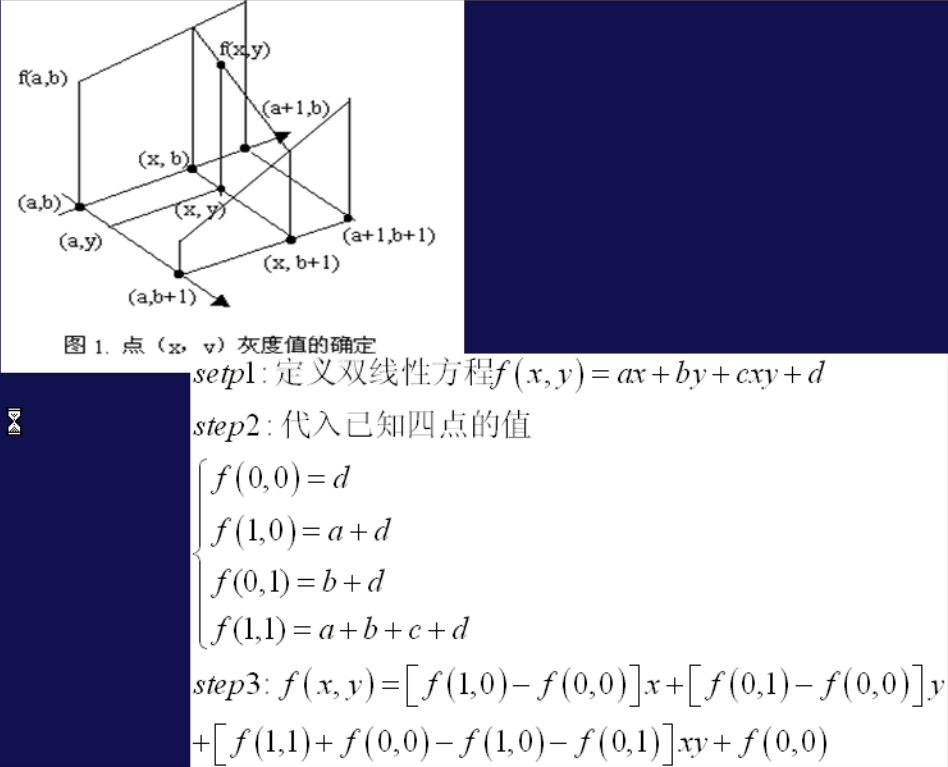 f(a,b)
f(x,y)
(a+1,b)
(x, b)
(a,b)
(x, y)
(a,y)
(a+1,b+1)
(x, b+1)
(a,b+1)
图 1. 点（x, y）灰度值的确定
setp1 : 定义双线性方程f(x, y) = ax + by + cxy + d
step2 : 代入已知四点的值
f(0,0) = d
f(1,0) = a + d
f(0,1) = b + d
f(1,1) = a + b + c + d
step3 : f(x, y) = [f(1,0) − f(0,0)]x + [f(0,1) − f(0,0)]y
+[f(1,1) + f(0,0) − f(1,0) − f(0,1)]xy + f(0,0)